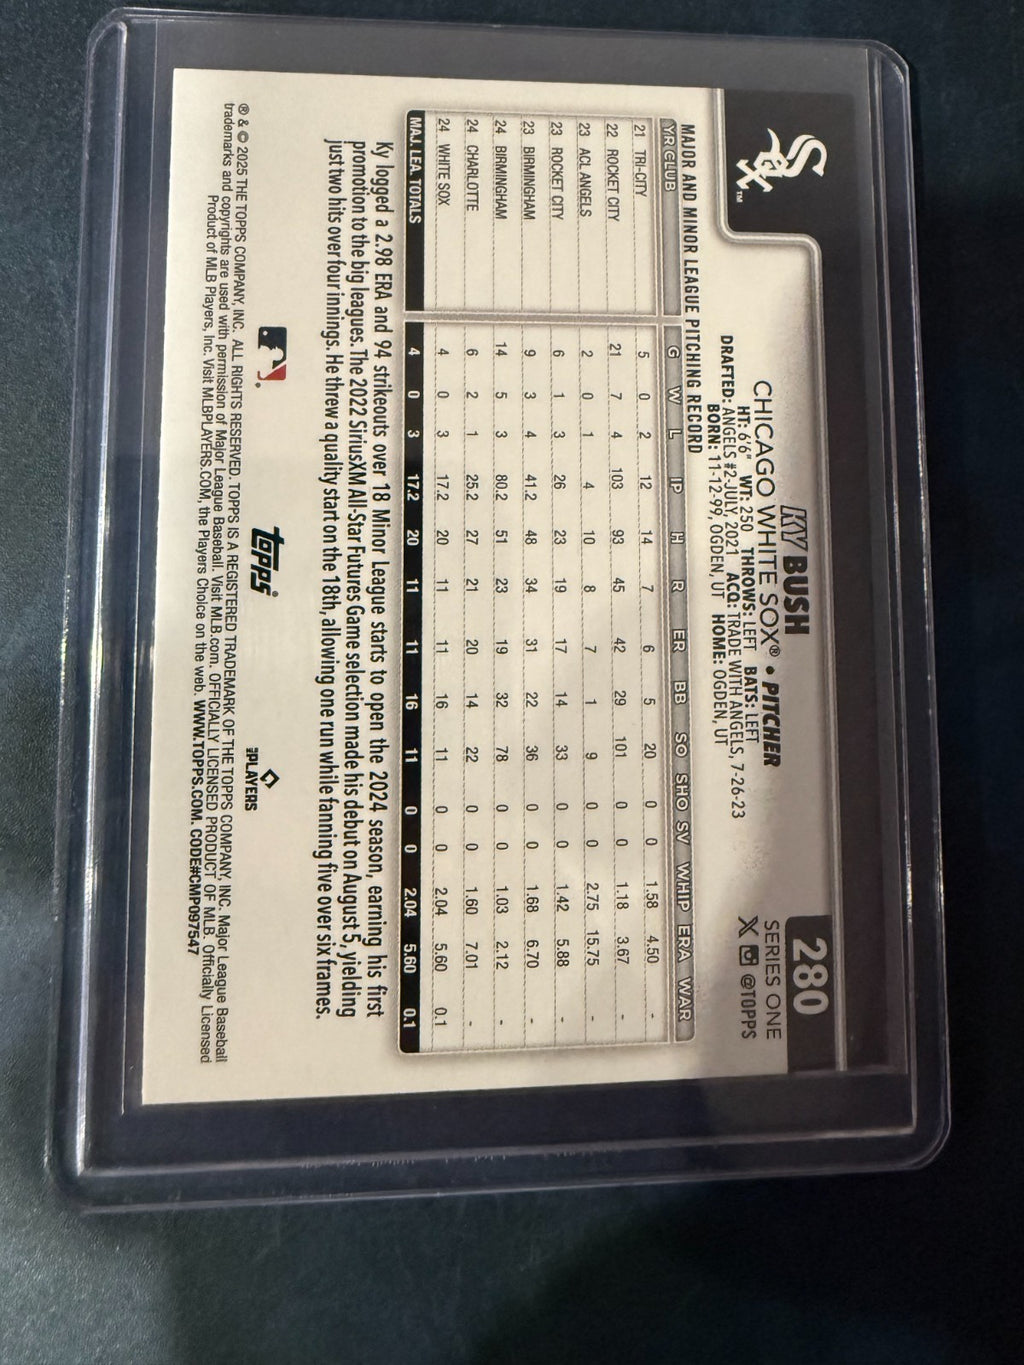 Sox™
280
SERIES ONE
@TOPPS
KY BUSH
CHICAGO WHITE SOX® • PITCHER
HT: 6'6" WT: 250 THROWS: LEFT BATS: LEFT
DRAFTED: ANGELS #2-JULY, 2021 ACQ: TRADE WITH ANGELS, 7-26-23
BORN: 11-12-99, OGDEN, UT HOME: OGDEN, UT
MAJOR AND MINOR LEAGUE PITCHING RECORD
YR CLUB G W L IP H R ER BB SO SHO SV WHIP ERA WAR
21 TRI-CITY 5 0 2 12 14 7 6 5 20 0 0 1.58 4.50 -
22 ROCKET CITY 21 7 4 103 93 45 42 29 101 0 0 1.18 3.67 -
23 ACL ANGELS 2 0 1 4 10 8 7 1 9 0 0 2.75 15.75 -
23 ROCKET CITY 6 1 3 26 23 19 17 14 33 0 0 1.42 5.88 -
23 BIRMINGHAM 9 3 4 41.2 48 34 31 22 36 0 0 1.68 6.70 -
24 BIRMINGHAM 14 5 3 80.2 51 23 19 32 78 0 0 1.03 2.12 -
24 CHARLOTTE 6 2 1 25.2 27 21 20 14 22 0 0 1.60 7.01 -
24 WHITE SOX 4 0 3 17.2 20 11 11 16 11 0 0 2.04 5.60 0.1
MAJ. LEA. TOTALS 4 0 3 17.2 20 11 11 16 11 0 0 2.04 5.60 0.1
Ky logged a 2.98 ERA and 94 strikeouts over 18 Minor League starts to open the 2024 season, earning his first
promotion to the big leagues. The 2022 SiriusXM All-Star Futures Game selection made his debut on August 5, yielding
just two hits over four innings. He threw a quality start on the 18th, allowing one run while fanning five over six frames.
topps®
MLB PLAYERS
® & © 2025 THE TOPPS COMPANY, INC. ALL RIGHTS RESERVED. TOPPS IS A REGISTERED TRADEMARK OF THE TOPPS COMPANY, INC. Major League Baseball
trademarks and copyrights are used with permission of Major League Baseball. Visit MLB.com. OFFICIALLY LICENSED PRODUCT OF MLB. Officially Licensed
Product of MLB Players, Inc. Visit MLBPLAYERS.COM, the Players Choice on the web. WWW.TOPPS.COM. CODE#CMP097547